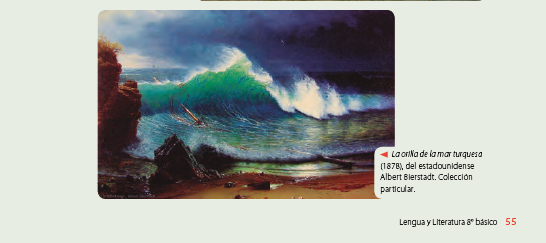 ◄ La orilla de la mar turquesa
(1878), del estadounidense
Albert Bierstadt. Colección
particular.
Lengua y Literatura 8° básico 55